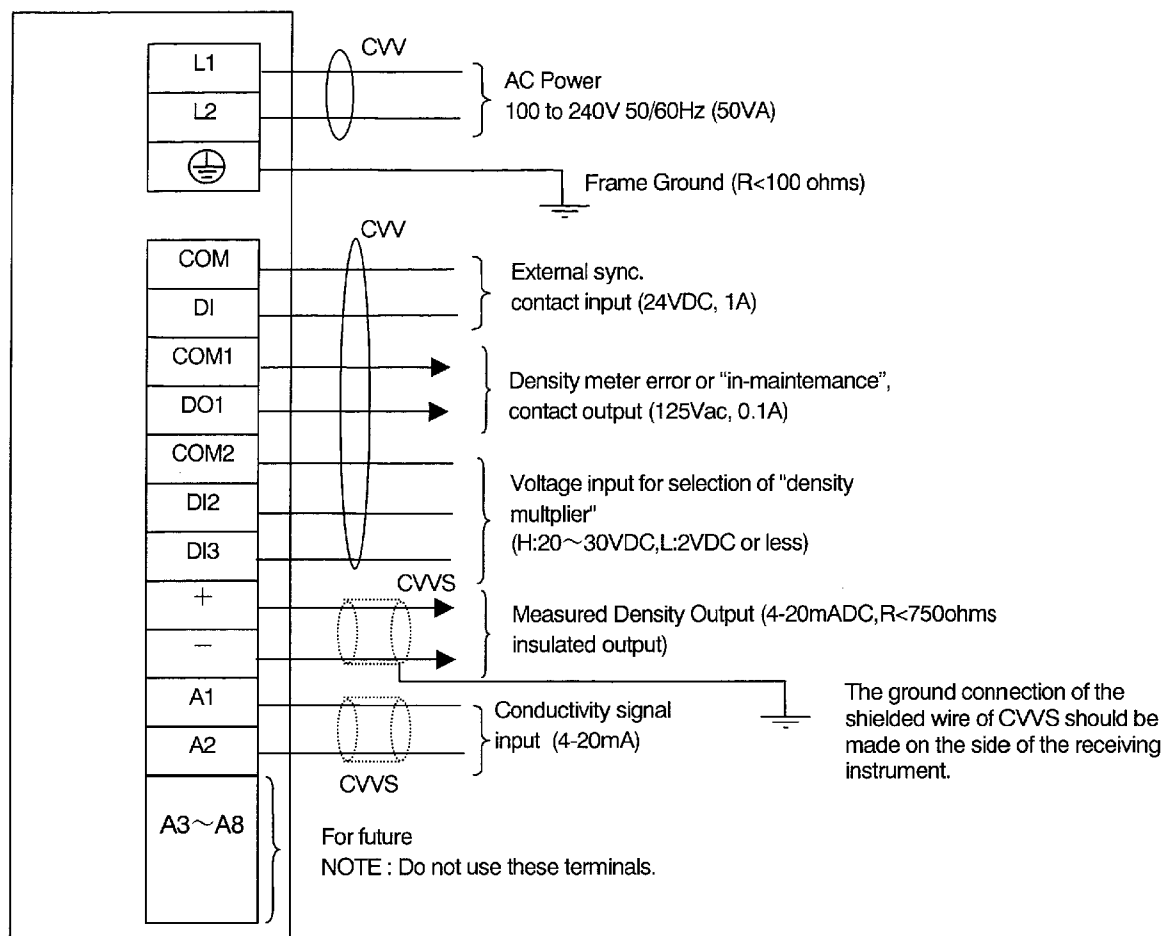 L1
CVV
AC Power
L2
100 to 240V 50/60Hz (50VA)
Frame Ground (R<100 ohms)
CVV
COM
External sync.
DI
contact input (24VDC, 1A)
COM1
Density meter error or "in-maintemance",
DO1
contact output (125Vac, 0.1A)
COM2
Voltage input for selection of "density
DI2
multplier"
DI3
(H:20～30VDC,L:2VDC or less)
CVVS
+
Measured Density Output (4-20mADC,R<750ohms
−
insulated output)
A1
Conductivity signal
A2
input (4-20mA)
CVVS
The ground connection of the
shielded wire of CVVS should be
made on the side of the receiving
instrument.
A3～A8
For future
NOTE : Do not use these terminals.